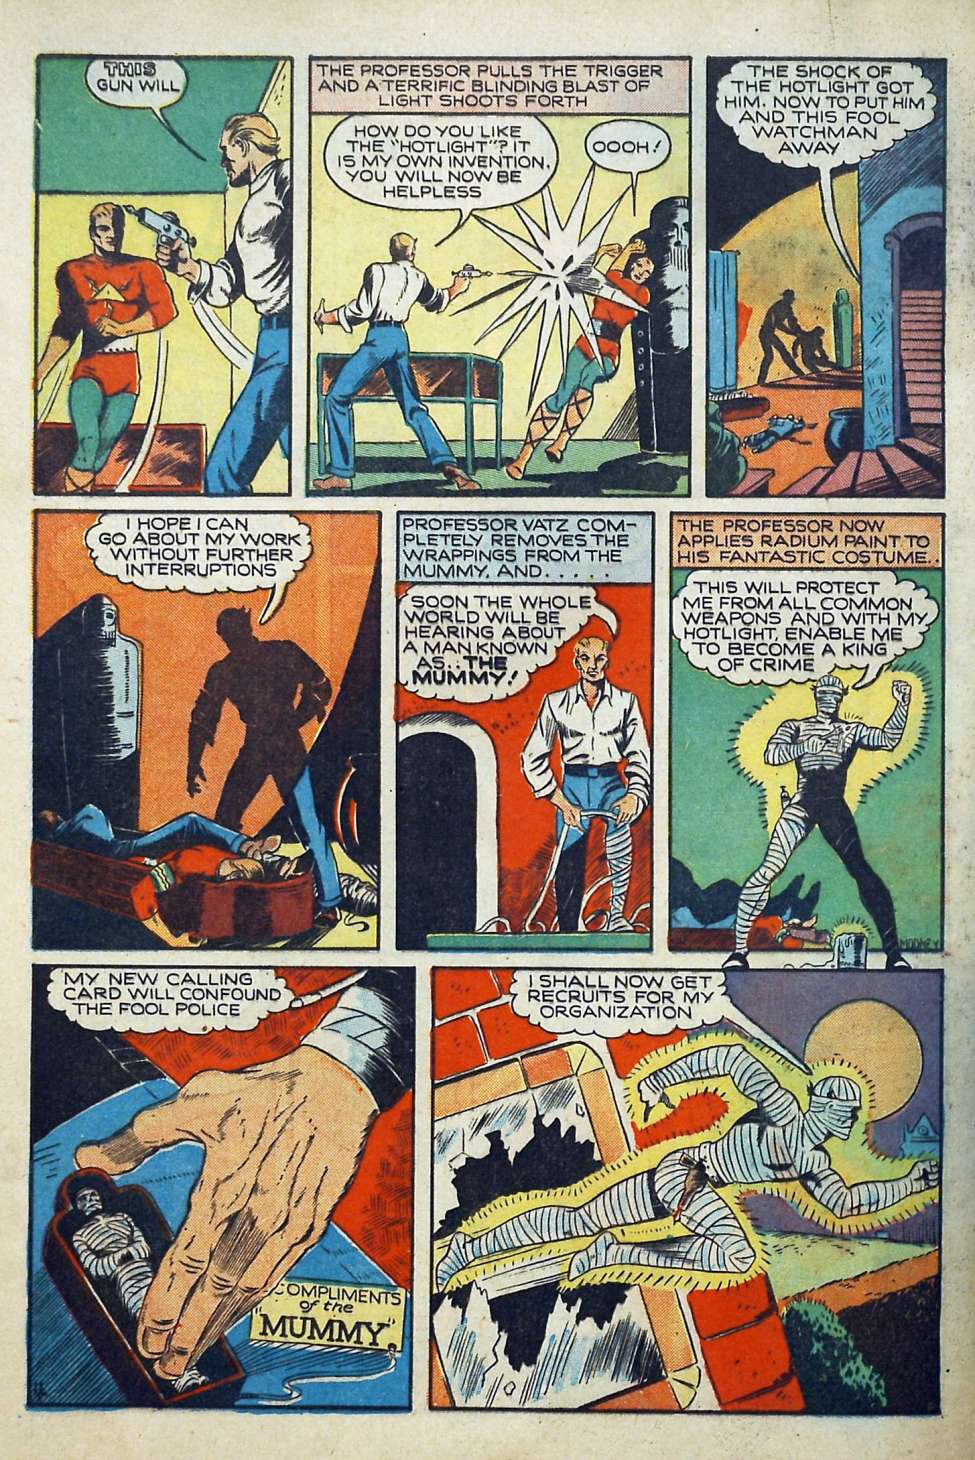 THIS
GUN WILL
THE PROFESSOR PULLS THE TRIGGER
AND A TERRIFIC BLINDING BLAST OF
LIGHT SHOOTS FORTH
HOW DO YOU LIKE
THE "HOTLIGHT"? IT
IS MY OWN INVENTION,
YOU WILL NOW BE
HELPLESS
OOOH!
THE SHOCK OF
THE HOTLIGHT GOT
HIM. NOW TO PUT HIM
AND THIS FOOL
WATCHMAN
AWAY
I HOPE I CAN
GO ABOUT MY WORK
WITHOUT FURTHER
INTERRUPTIONS
PROFESSOR VATZ COM-
PLETELY REMOVES THE
WRAPPINGS FROM THE
MUMMY, AND.....
SOON THE WHOLE
WORLD WILL BE
HEARING ABOUT
A MAN KNOWN
AS..THE
MUMMY!
THE PROFESSOR NOW
APPLIES RADIUM PAINT TO
HIS FANTASTIC COSTUME..
THIS WILL PROTECT
ME FROM ALL COMMON
WEAPONS AND WITH MY
HOTLIGHT, ENABLE ME
TO BECOME A KING
OF CRIME
MOONEY
MY NEW CALLING
CARD WILL CONFOUND
THE FOOL POLICE
COMPLIMENTS
of the
"MUMMY"
I SHALL NOW GET
RECRUITS FOR MY
ORGANIZATION